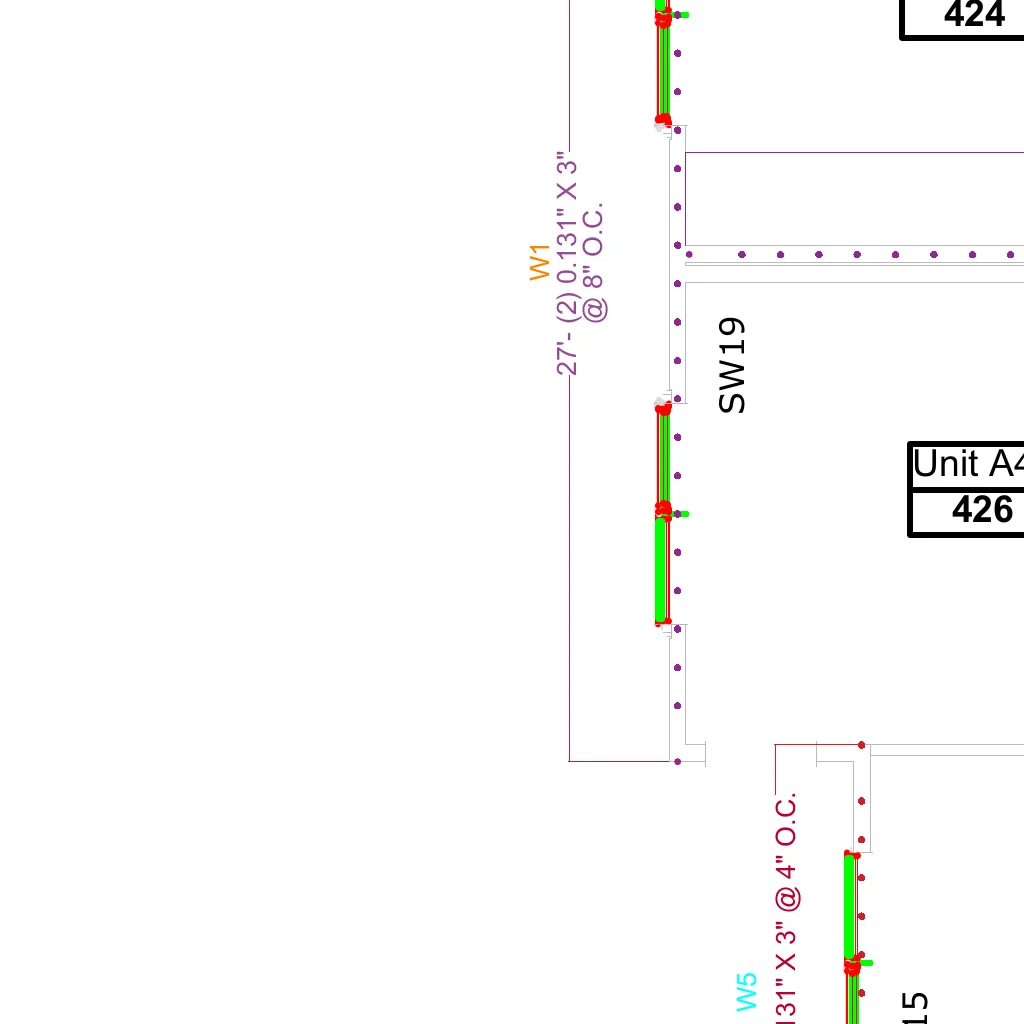 424
W1
27'- (2) 0.131" X 3"
@ 8" O.C.
SW19
Unit A4
426
W5
131" X 3" @ 4" O.C.
15